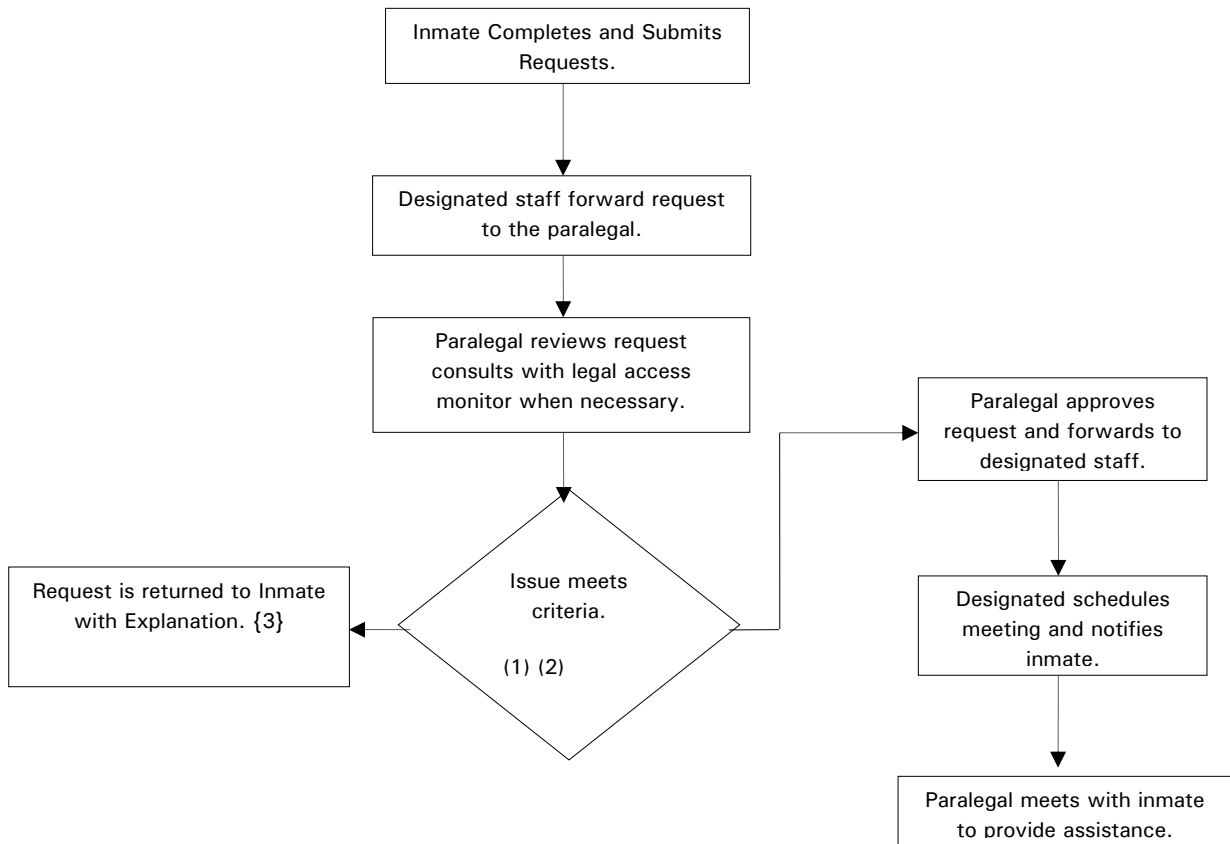 Inmate Completes and Submits
Requests.
Designated staff forward request
to the paralegal.
Paralegal reviews request
consults with legal access
monitor when necessary.
Issue meets
criteria.
(1) (2)
Request is returned to Inmate
with Explanation. {3}
Paralegal approves
request and forwards to
designated staff.
Designated schedules
meeting and notifies
inmate.
Paralegal meets with inmate
to provide assistance.